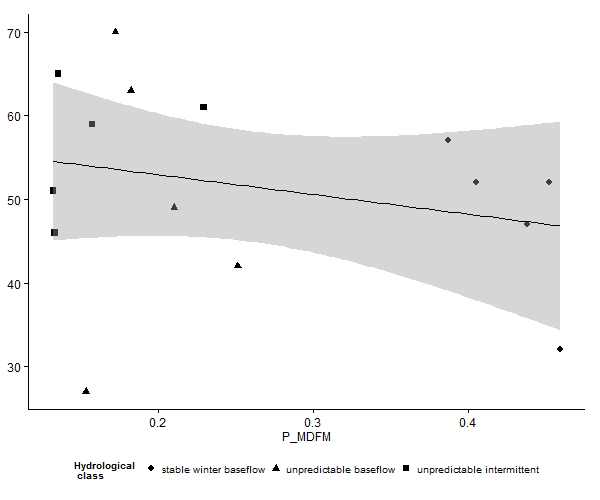 70
60
50
40
30
0.2 0.3 0.4
P_MDFM
Hydrological class
stable winter baseflow unpredictable baseflow unpredictable intermittent